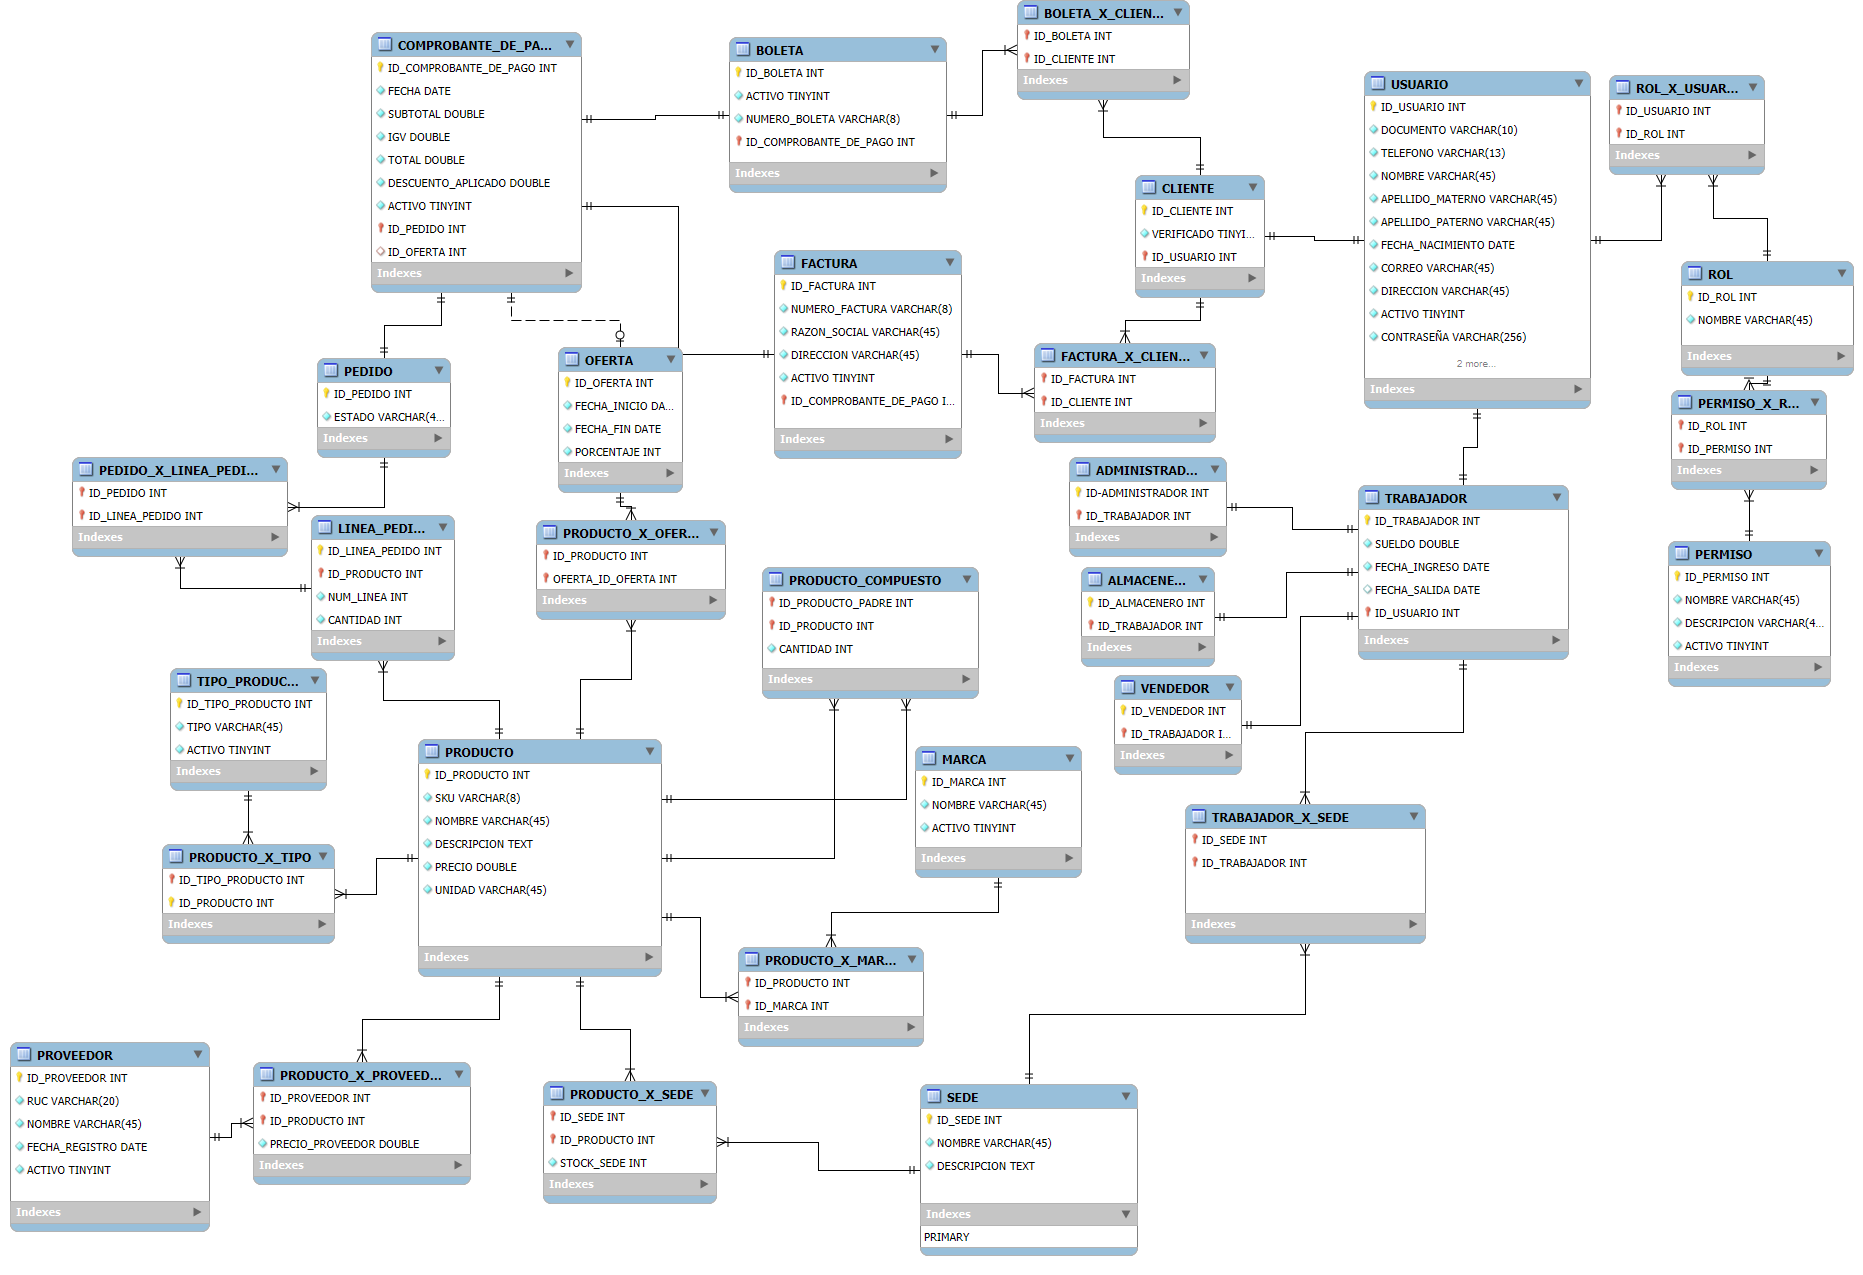 COMPROBANTE_DE_PA...
ID_COMPROBANTE_DE_PAGO INT
FECHA DATE
SUBTOTAL DOUBLE
IGV DOUBLE
TOTAL DOUBLE
DESCUENTO_APLICADO DOUBLE
ACTIVO TINYINT
ID_PEDIDO INT
ID_OFERTA INT
Indexes
BOLETA
ID_BOLETA INT
ACTIVO TINYINT
NUMERO_BOLETA VARCHAR(8)
ID_COMPROBANTE_DE_PAGO INT
Indexes
BOLETA_X_CLIEN...
ID_BOLETA INT
ID_CLIENTE INT
Indexes
USUARIO
ID_USUARIO INT
DOCUMENTO VARCHAR(10)
TELEFONO VARCHAR(13)
NOMBRE VARCHAR(45)
APELLIDO_MATERNO VARCHAR(45)
APELLIDO_PATERNO VARCHAR(45)
FECHA_NACIMIENTO DATE
CORREO VARCHAR(45)
DIRECCION VARCHAR(45)
ACTIVO TINYINT
CONTRASEÑA VARCHAR(256)
2 more...
Indexes
ROL_X_USUAR...
ID_USUARIO INT
ID_ROL INT
Indexes
CLIENTE
ID_CLIENTE INT
VERIFICADO TINYI...
ID_USUARIO INT
Indexes
FACTURA
ID_FACTURA INT
NUMERO_FACTURA VARCHAR(8)
RAZON_SOCIAL VARCHAR(45)
DIRECCION VARCHAR(45)
ACTIVO TINYINT
ID_COMPROBANTE_DE_PAGO I...
Indexes
ROL
ID_ROL INT
NOMBRE VARCHAR(45)
Indexes
PEDIDO
ID_PEDIDO INT
ESTADO VARCHAR(4...
Indexes
OFERTA
ID_OFERTA INT
FECHA_INICIO DA...
FECHA_FIN DATE
PORCENTAJE INT
Indexes
FACTURA_X_CLIEN...
ID_FACTURA INT
ID_CLIENTE INT
Indexes
PERMISO_X_R...
ID_ROL INT
ID_PERMISO INT
Indexes
PEDIDO_X_LINEA_PEDI...
ID_PEDIDO INT
ID_LINEA_PEDIDO INT
Indexes
LINEA_PEDI...
ID_LINEA_PEDIDO INT
ID_PRODUCTO INT
NUM_LINEA INT
CANTIDAD INT
Indexes
PRODUCTO_X_OFER...
ID_PRODUCTO INT
OFERTA_ID_OFERTA INT
Indexes
ADMINISTRAD...
ID-ADMINISTRADOR INT
ID_TRABAJADOR INT
Indexes
TRABAJADOR
ID_TRABAJADOR INT
SUELDO DOUBLE
FECHA_INGRESO DATE
FECHA_SALIDA DATE
ID_USUARIO INT
Indexes
PERMISO
ID_PERMISO INT
NOMBRE VARCHAR(45)
DESCRIPCION VARCHAR(4...
ACTIVO TINYINT
Indexes
PRODUCTO_COMPUESTO
ID_PRODUCTO_PADRE INT
ID_PRODUCTO INT
CANTIDAD INT
Indexes
ALMACENE...
ID_ALMACENERO INT
ID_TRABAJADOR INT
Indexes
VENDEDOR
ID_VENDEDOR INT
ID_TRABAJADOR I...
Indexes
TIPO_PRODUC...
ID_TIPO_PRODUCTO INT
TIPO VARCHAR(45)
ACTIVO TINYINT
Indexes
PRODUCTO
ID_PRODUCTO INT
SKU VARCHAR(8)
NOMBRE VARCHAR(45)
DESCRIPCION TEXT
PRECIO DOUBLE
UNIDAD VARCHAR(45)
Indexes
MARCA
ID_MARCA INT
NOMBRE VARCHAR(45)
ACTIVO TINYINT
Indexes
TRABAJADOR_X_SEDE
ID_SEDE INT
ID_TRABAJADOR INT
Indexes
PRODUCTO_X_TIPO
ID_TIPO_PRODUCTO INT
ID_PRODUCTO INT
Indexes
PRODUCTO_X_MAR...
ID_PRODUCTO INT
ID_MARCA INT
Indexes
PROVEEDOR
ID_PROVEEDOR INT
RUC VARCHAR(20)
NOMBRE VARCHAR(45)
FECHA_REGISTRO DATE
ACTIVO TINYINT
Indexes
PRODUCTO_X_PROVEED...
ID_PROVEEDOR INT
ID_PRODUCTO INT
PRECIO_PROVEEDOR DOUBLE
Indexes
PRODUCTO_X_SEDE
ID_SEDE INT
ID_PRODUCTO INT
STOCK_SEDE INT
Indexes
SEDE
ID_SEDE INT
NOMBRE VARCHAR(45)
DESCRIPCION TEXT
Indexes
PRIMARY